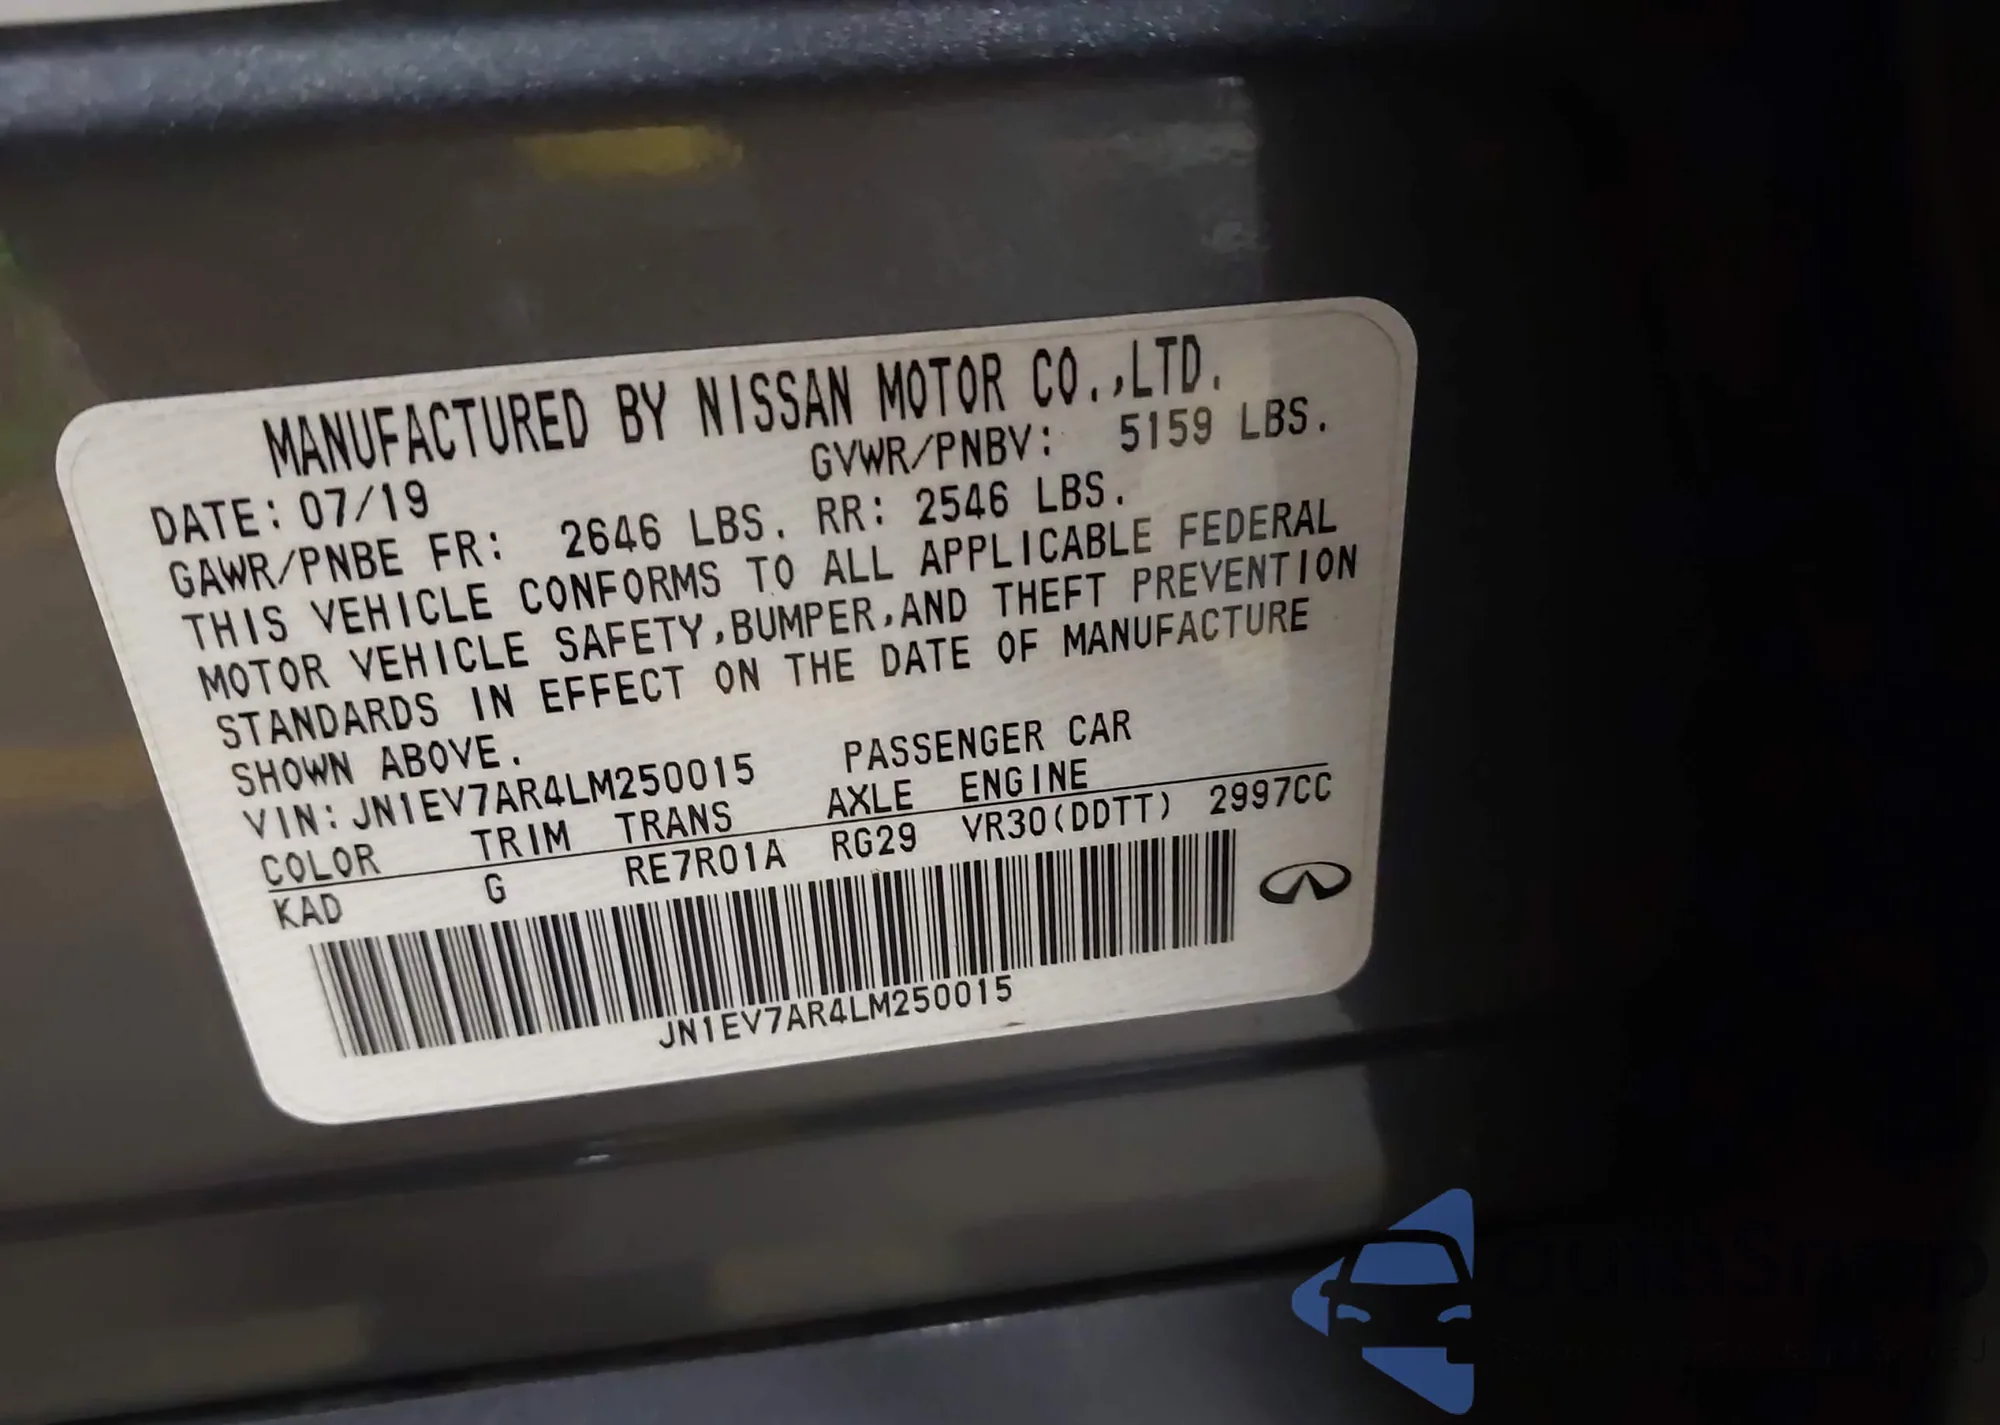 MANUFACTURED BY NISSAN MOTOR CO.,LTD.
DATE: 07/19 GVWR/PNBV: 5159 LBS.
GAWR/PNBE FR: 2646 LBS. RR: 2546 LBS.
THIS VEHICLE CONFORMS TO ALL APPLICABLE FEDERAL
MOTOR VEHICLE SAFETY,BUMPER,AND THEFT PREVENTION
STANDARDS IN EFFECT ON THE DATE OF MANUFACTURE
SHOWN ABOVE.
VIN: JN1EV7AR4LM250015 PASSENGER CAR
COLOR TRIM TRANS AXLE ENGINE
KAD G RE7R01A RG29 VR30(DDTT) 2997CC
JN1EV7AR4LM250015